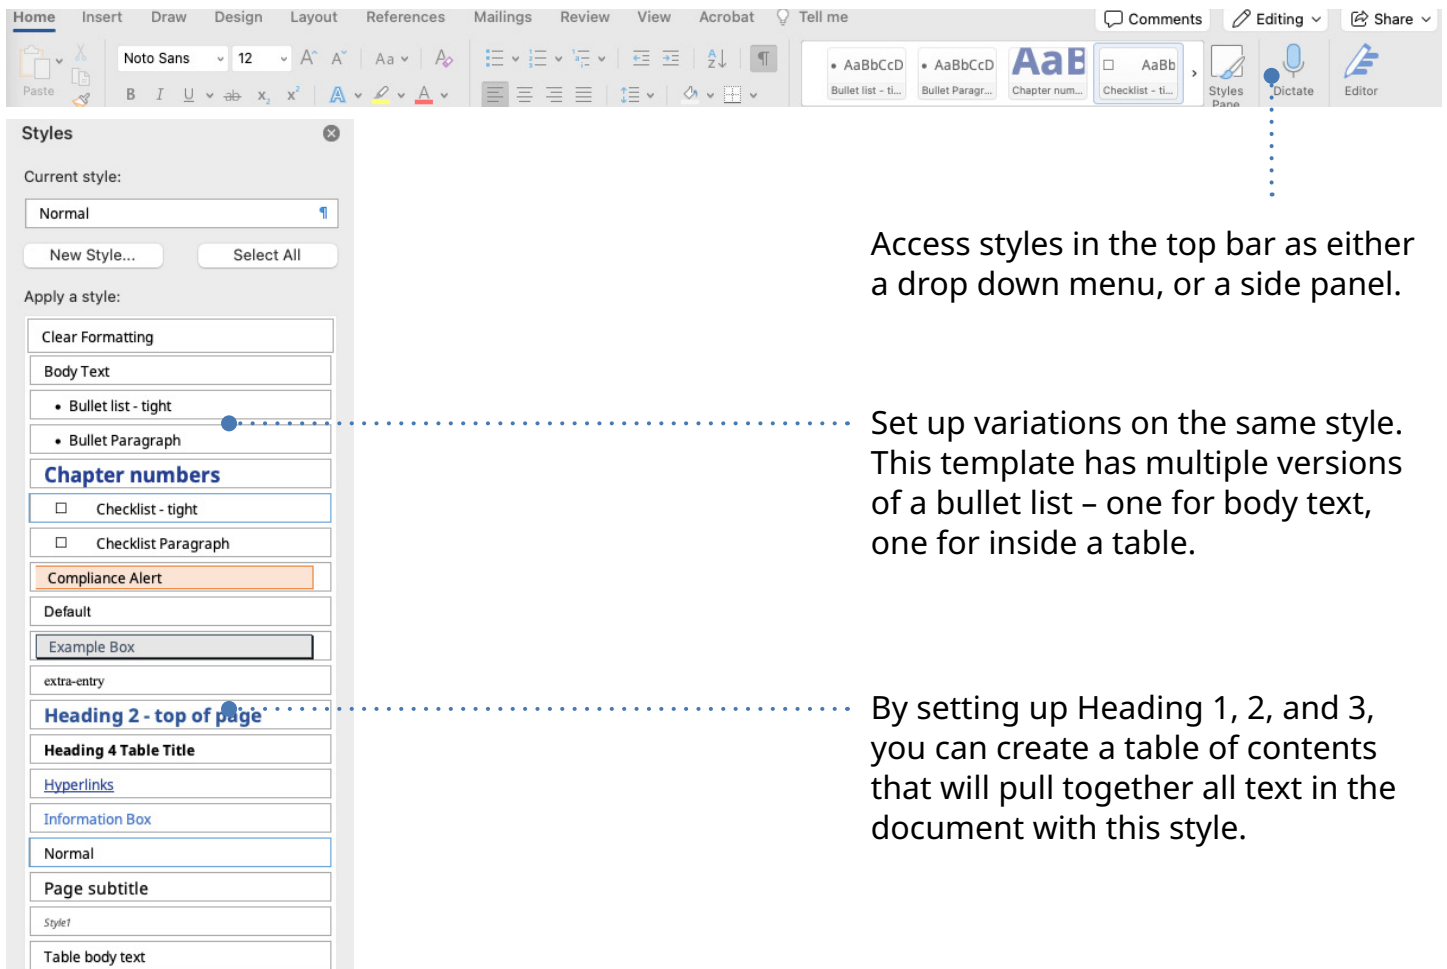 Home Insert Draw Design Layout References Mailings Review View Acrobat Tell me Comments Editing Share
Paste
Noto Sans 12 A A Aa A
B I U ab x2 x2 A A
AaBbCcD AaBbCcD AaB AaBb
Bullet list - ti... Bullet Paragr... Chapter num... Checklist - ti...
Styles Pane
Dictate
Editor
Styles
Current style:
Normal ¶
New Style... Select All
Apply a style:
Clear Formatting
Body Text
• Bullet list - tight
• Bullet Paragraph
Chapter numbers
☐ Checklist - tight
☐ Checklist Paragraph
Compliance Alert
Default
Example Box
extra-entry
Heading 2 - top of page
Heading 4 Table Title
Hyperlinks
Information Box
Normal
Page subtitle
Style1
Table body text
Access styles in the top bar as either
a drop down menu, or a side panel.
Set up variations on the same style.
This template has multiple versions
of a bullet list – one for body text,
one for inside a table.
By setting up Heading 1, 2, and 3,
you can create a table of contents
that will pull together all text in the
document with this style.